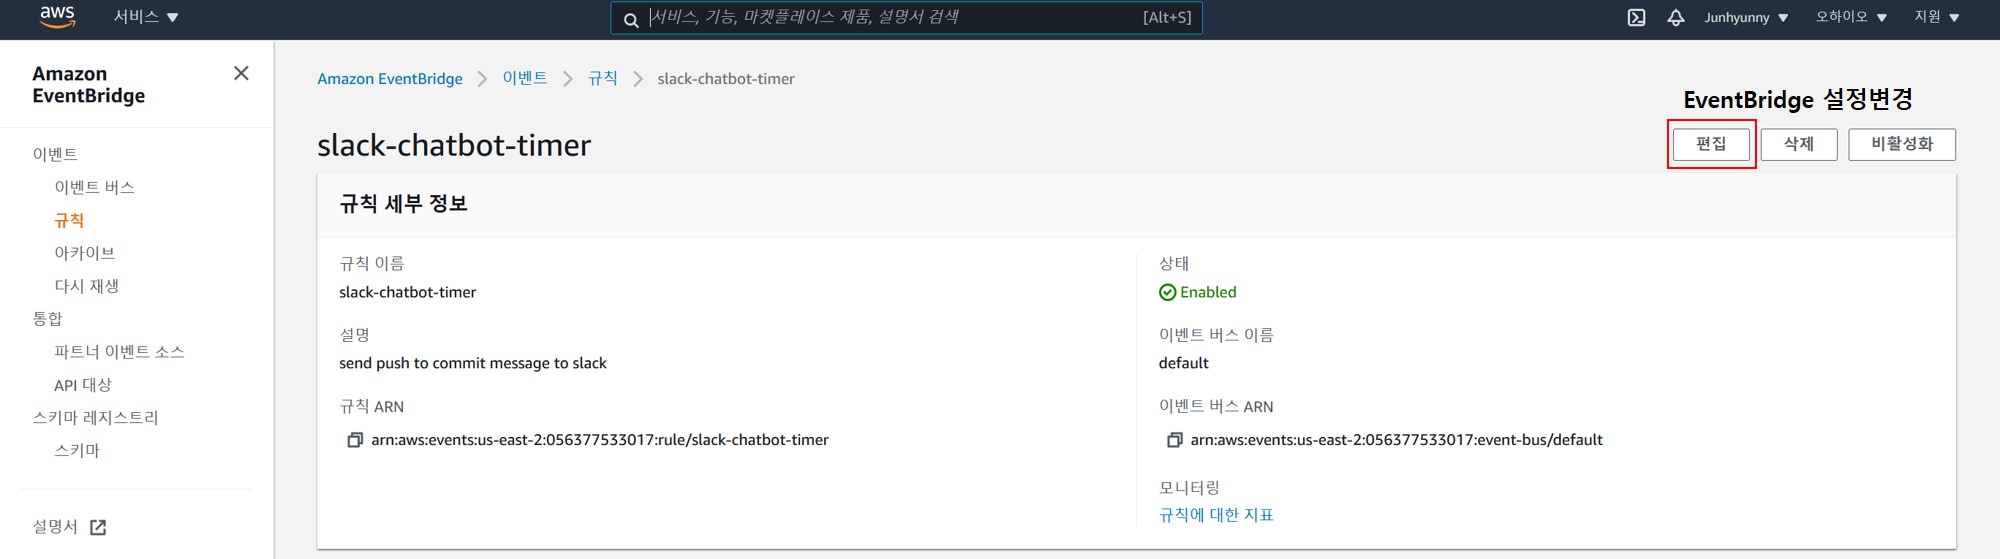 aws
서비스
서비스, 기능, 마켓플레이스 제품, 설명서 검색
[Alt+S]
Junhyunny
오하이오
지원
Amazon
EventBridge
이벤트
이벤트 버스
규칙
아카이브
다시 재생
통합
파트너 이벤트 소스
API 대상
스키마 레지스트리
스키마
설명서
Amazon EventBridge
이벤트
규칙
slack-chatbot-timer
EventBridge 설정변경
slack-chatbot-timer
편집
삭제
비활성화
규칙 세부 정보
규칙 이름
slack-chatbot-timer
설명
send push to commit message to slack
규칙 ARN
arn:aws:events:us-east-2:056377533017:rule/slack-chatbot-timer
상태
Enabled
이벤트 버스 이름
default
이벤트 버스 ARN
arn:aws:events:us-east-2:056377533017:event-bus/default
모니터링
규칙에 대한 지표